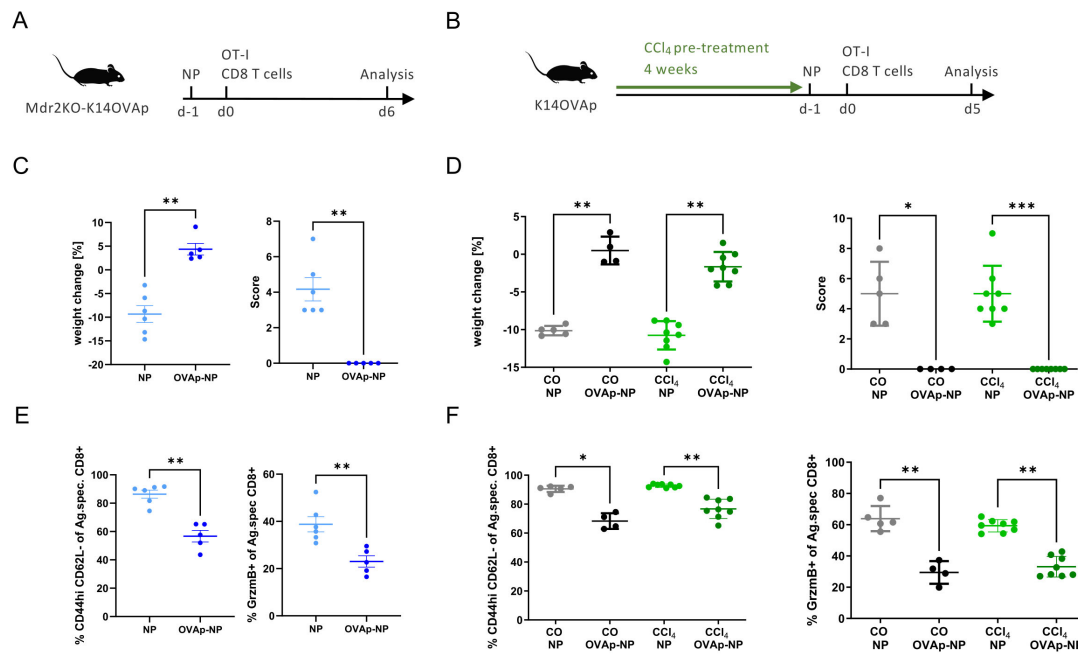 A
OT-I
NP CD8 T cells Analysis
Mdr2KO-K14OVAp
d-1 d0 d6
B
CCl₄ pre-treatment
4 weeks
OT-I
NP CD8 T cells Analysis
K14OVAp
d-1 d0 d5
C
weight change [%]
10
5
0
-5
-10
-15
-20
**
NP OVAp-NP
Score
8
6
4
2
0
**
NP OVAp-NP
D
weight change [%]
5
0
-5
-10
-15
** **
CO CO CCl₄ CCl₄
NP OVAp-NP NP OVAp-NP
Score
10
8
6
4
2
0
* ***
CO CO CCl₄ CCl₄
NP OVAp-NP NP OVAp-NP
E
% CD44hi CD62L- of Ag.spec. CD8+
100
80
60
40
20
0
**
NP OVAp-NP
% GrzmB+ of Ag.spec CD8+
60
40
20
0
**
NP OVAp-NP
F
% CD44hi CD62L- of Ag.spec. CD8+
100
80
60
40
20
0
* **
CO CO CCl₄ CCl₄
NP OVAp-NP NP OVAp-NP
% GrzmB+ of Ag.spec CD8+
100
80
60
40
20
0
** **
CO CO CCl₄ CCl₄
NP OVAp-NP NP OVAp-NI